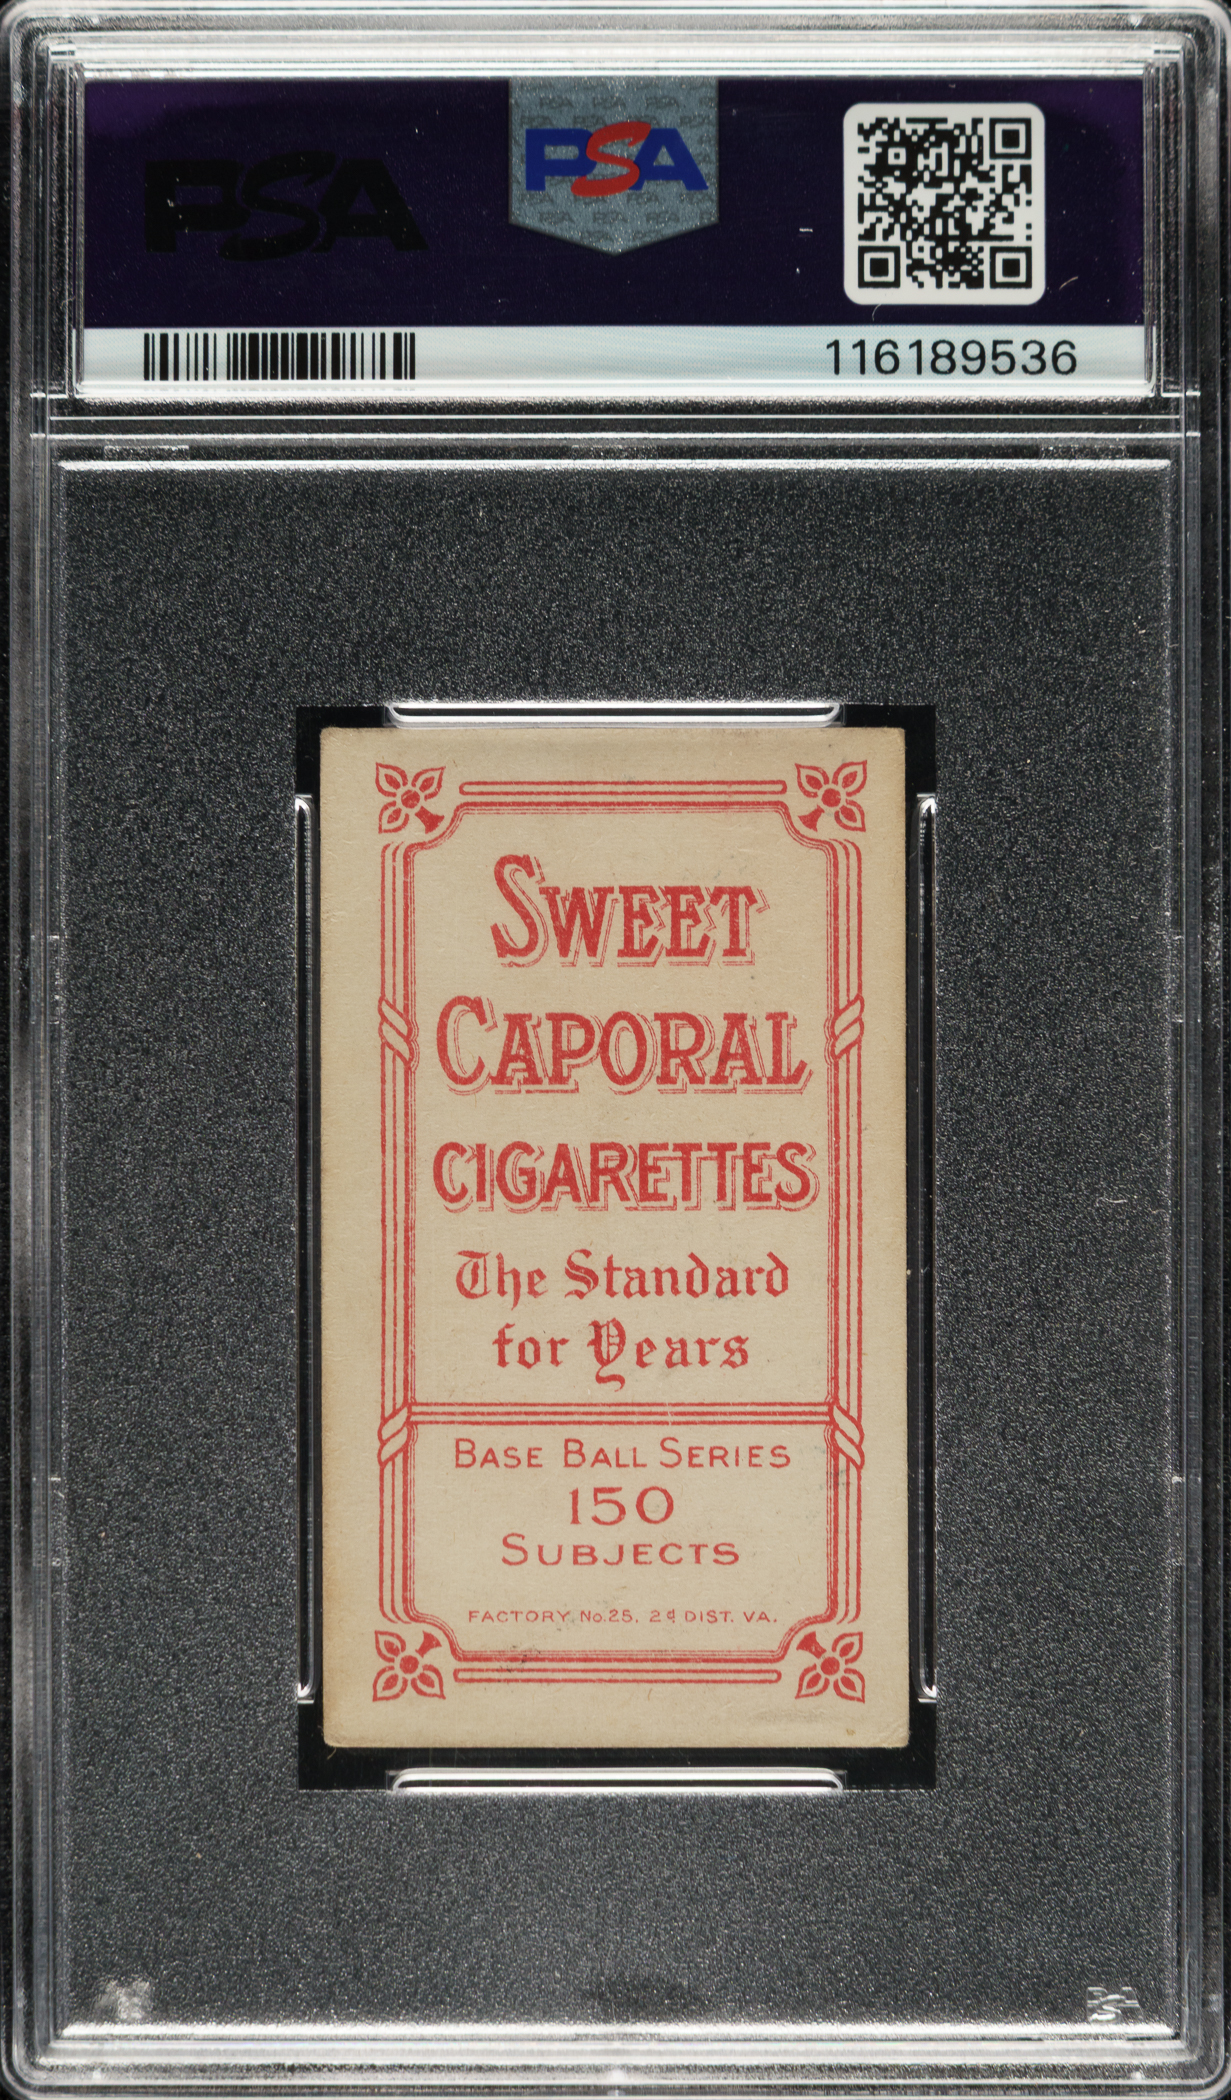 PSA
PSA
116189536
SWEET
CAPORAL
CIGARETTES
The Standard
for Years
BASE BALL SERIES
150
SUBJECTS
FACTORY No. 25, 2d DIST. VA.
PSA